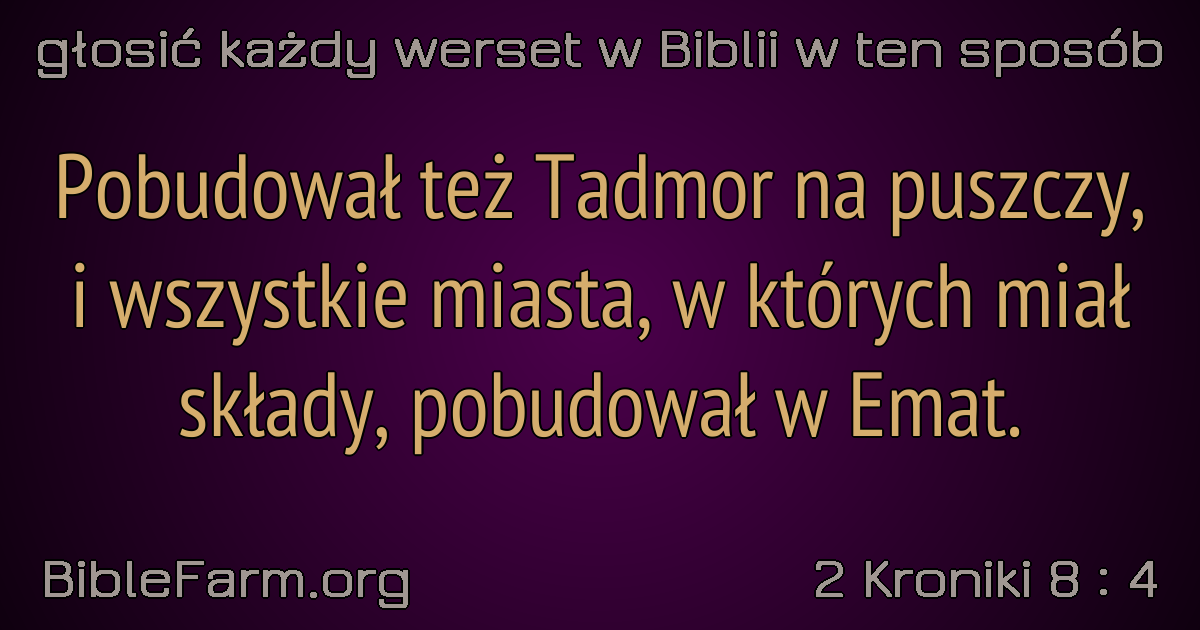 głosić każdy werset w Biblii w ten sposób
Pobudował też Tadmor na puszczy,
i wszystkie miasta, w których miał
składy, pobudował w Emat.
BibleFarm.org
2 Kroniki 8 : 4